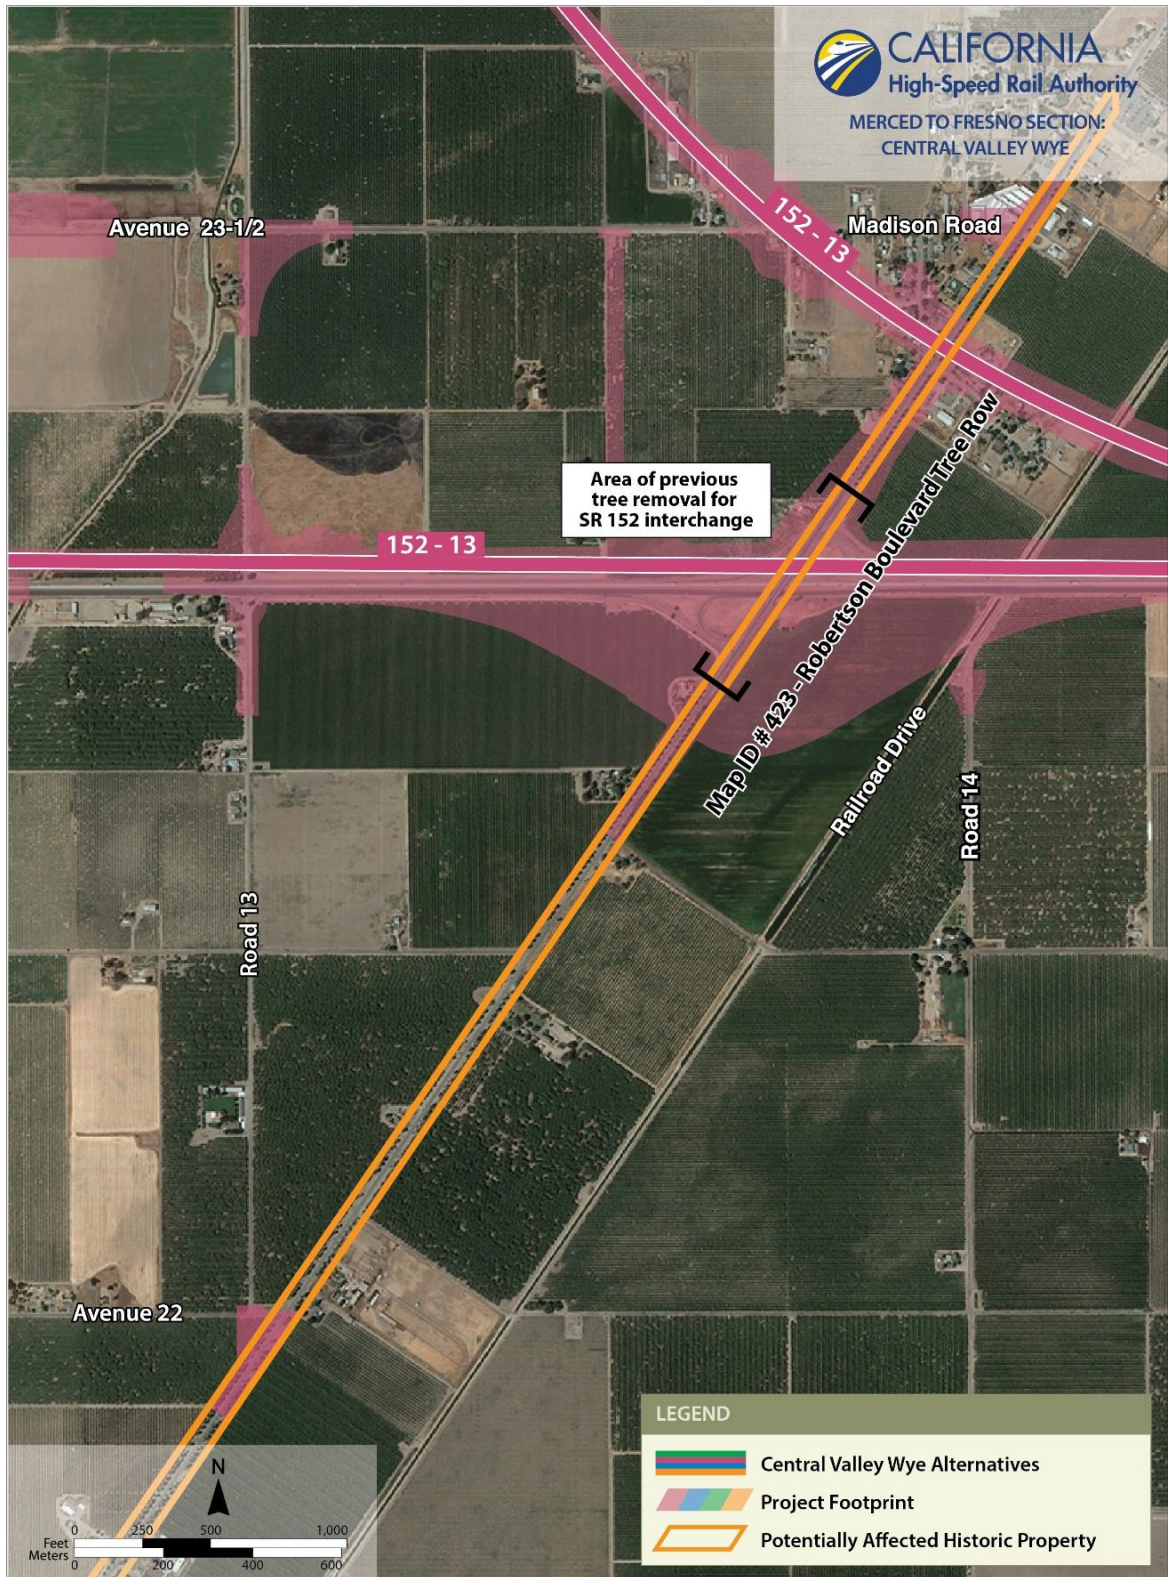 CALIFORNIA
High-Speed Rail Authority
MERCED TO FRESNO SECTION:
CENTRAL VALLEY WYE
Avenue 23-1/2
152 - 13
Madison Road
Area of previous
tree removal for
SR 152 interchange
152 - 13
Map ID # 423 - Robertson Boulevard Tree Row
Railroad Drive
Road 14
Road 13
Avenue 22
LEGEND
Central Valley Wye Alternatives
Project Footprint
Potentially Affected Historic Property
N
0 250 500 1,000
Feet
Meters
0 200 400 600